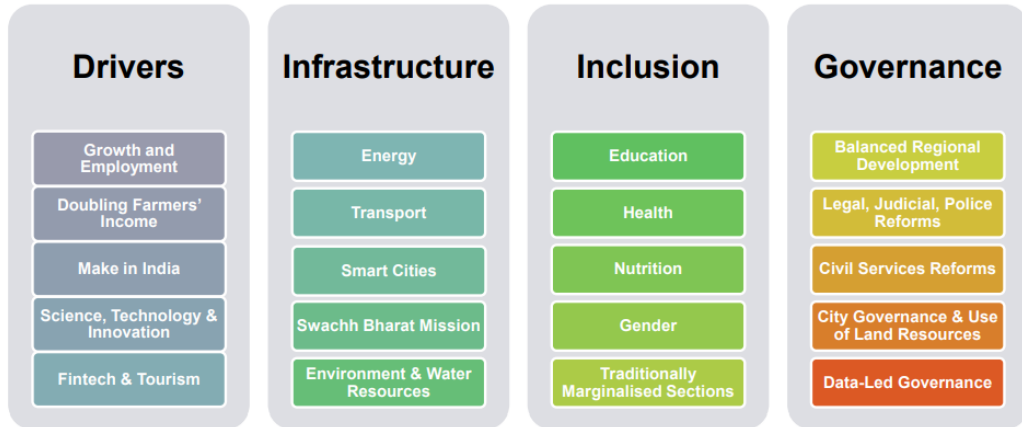 Drivers
Growth and
Employment
Doubling Farmers'
Income
Make in India
Science, Technology &
Innovation
Fintech & Tourism
Infrastructure
Energy
Transport
Smart Cities
Swachh Bharat Mission
Environment & Water
Resources
Inclusion
Education
Health
Nutrition
Gender
Traditionally
Marginalised Sections
Governance
Balanced Regional
Development
Legal, Judicial, Police
Reforms
Civil Services Reforms
City Governance & Use
of Land Resources
Data-Led Governance